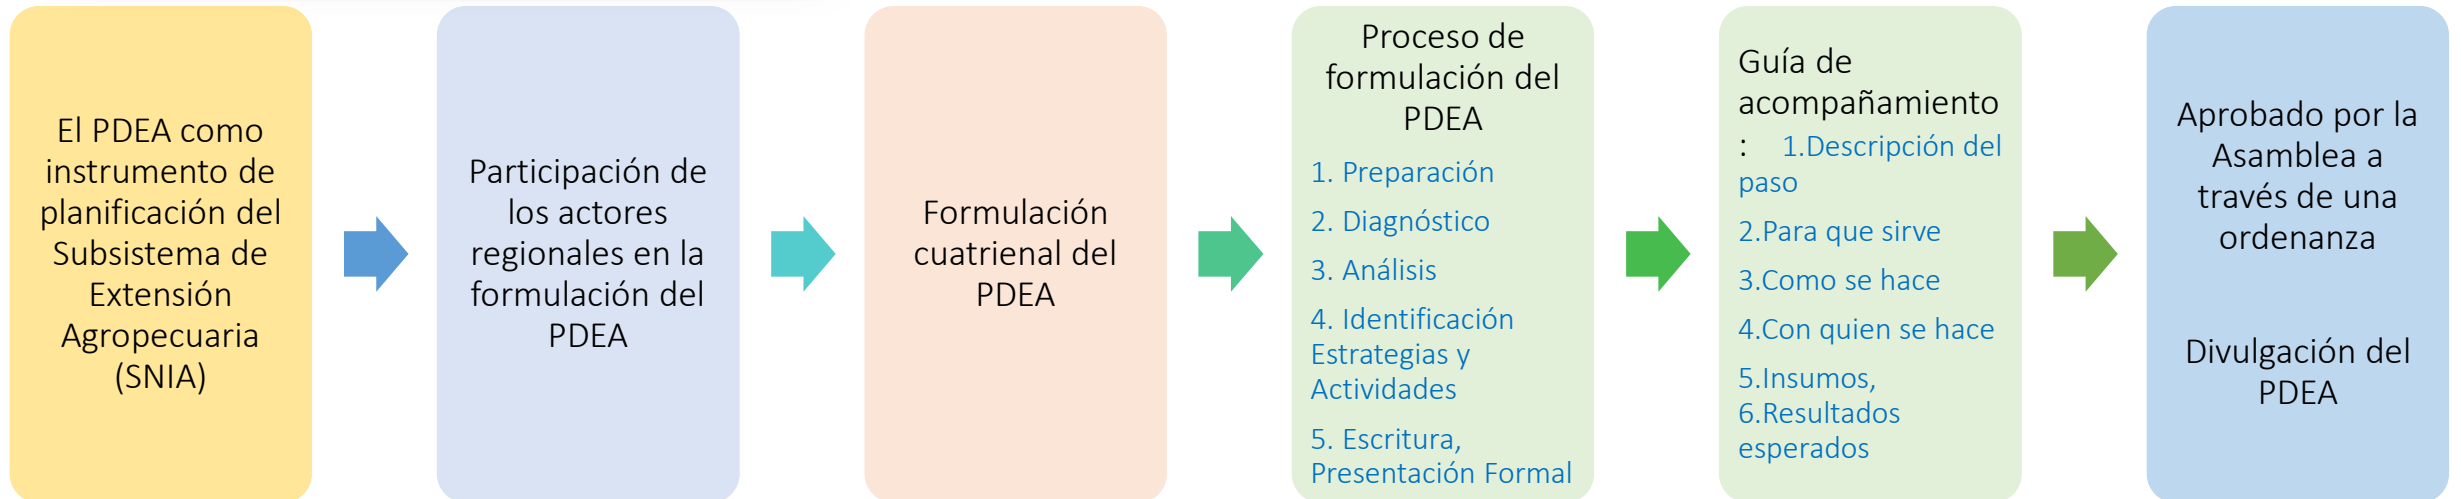 El PDEA como
instrumento de
planificación del
Subsistema de
Extensión
Agropecuaria
(SNIA)
Participación de
los actores
regionales en la
formulación del
PDEA
Formulación
cuatrienal del
PDEA
Proceso de
formulación del
PDEA
1. Preparación
2. Diagnóstico
3. Análisis
4. Identificación
Estrategias y
Actividades
5. Escritura,
Presentación Formal
Guía de
acompañamiento
: 1.Descripción del
paso
2.Para que sirve
3.Como se hace
4.Con quien se hace
5.Insumos,
6.Resultados
esperados
Aprobado por la
Asamblea a
través de una
ordenanza
Divulgación del
PDEA